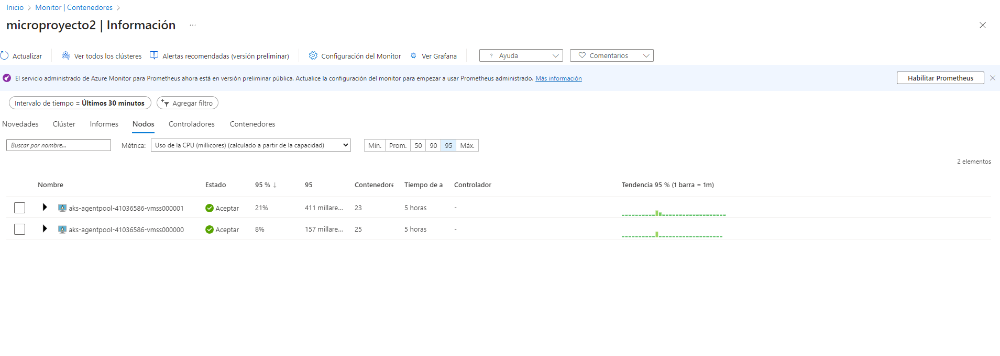 Inicio > Monitor | Contenedores >
microproyecto2 | Información ...
Actualizar Ver todos los clústeres Alertas recomendadas (versión preliminar) Configuración del Monitor Ver Grafana ? Ayuda Comentarios
El servicio administrado de Azure Monitor para Prometheus ahora está en versión preliminar pública. Actualice la configuración del monitor para empezar a usar Prometheus administrado. Más información Habilitar Prometheus
Intervalo de tiempo = Últimos 30 minutos Agregar filtro
Novedades Clúster Informes Nodos Controladores Contenedores
Buscar por nombre... Métrica: Uso de la CPU (millicores) (calculado a partir de la capacidad) Mín. Prom. 50 90 95 Máx.
2 elementos
Nombre Estado 95 % ↓ 95 Contenedore Tiempo de a Controlador Tendencia 95 % (1 barra = 1m)
aks-agentpool-41036586-vmss000001 Aceptar 21% 411 millare... 23 5 horas -
aks-agentpool-41036586-vmss000000 Aceptar 8% 157 millare... 25 5 horas -